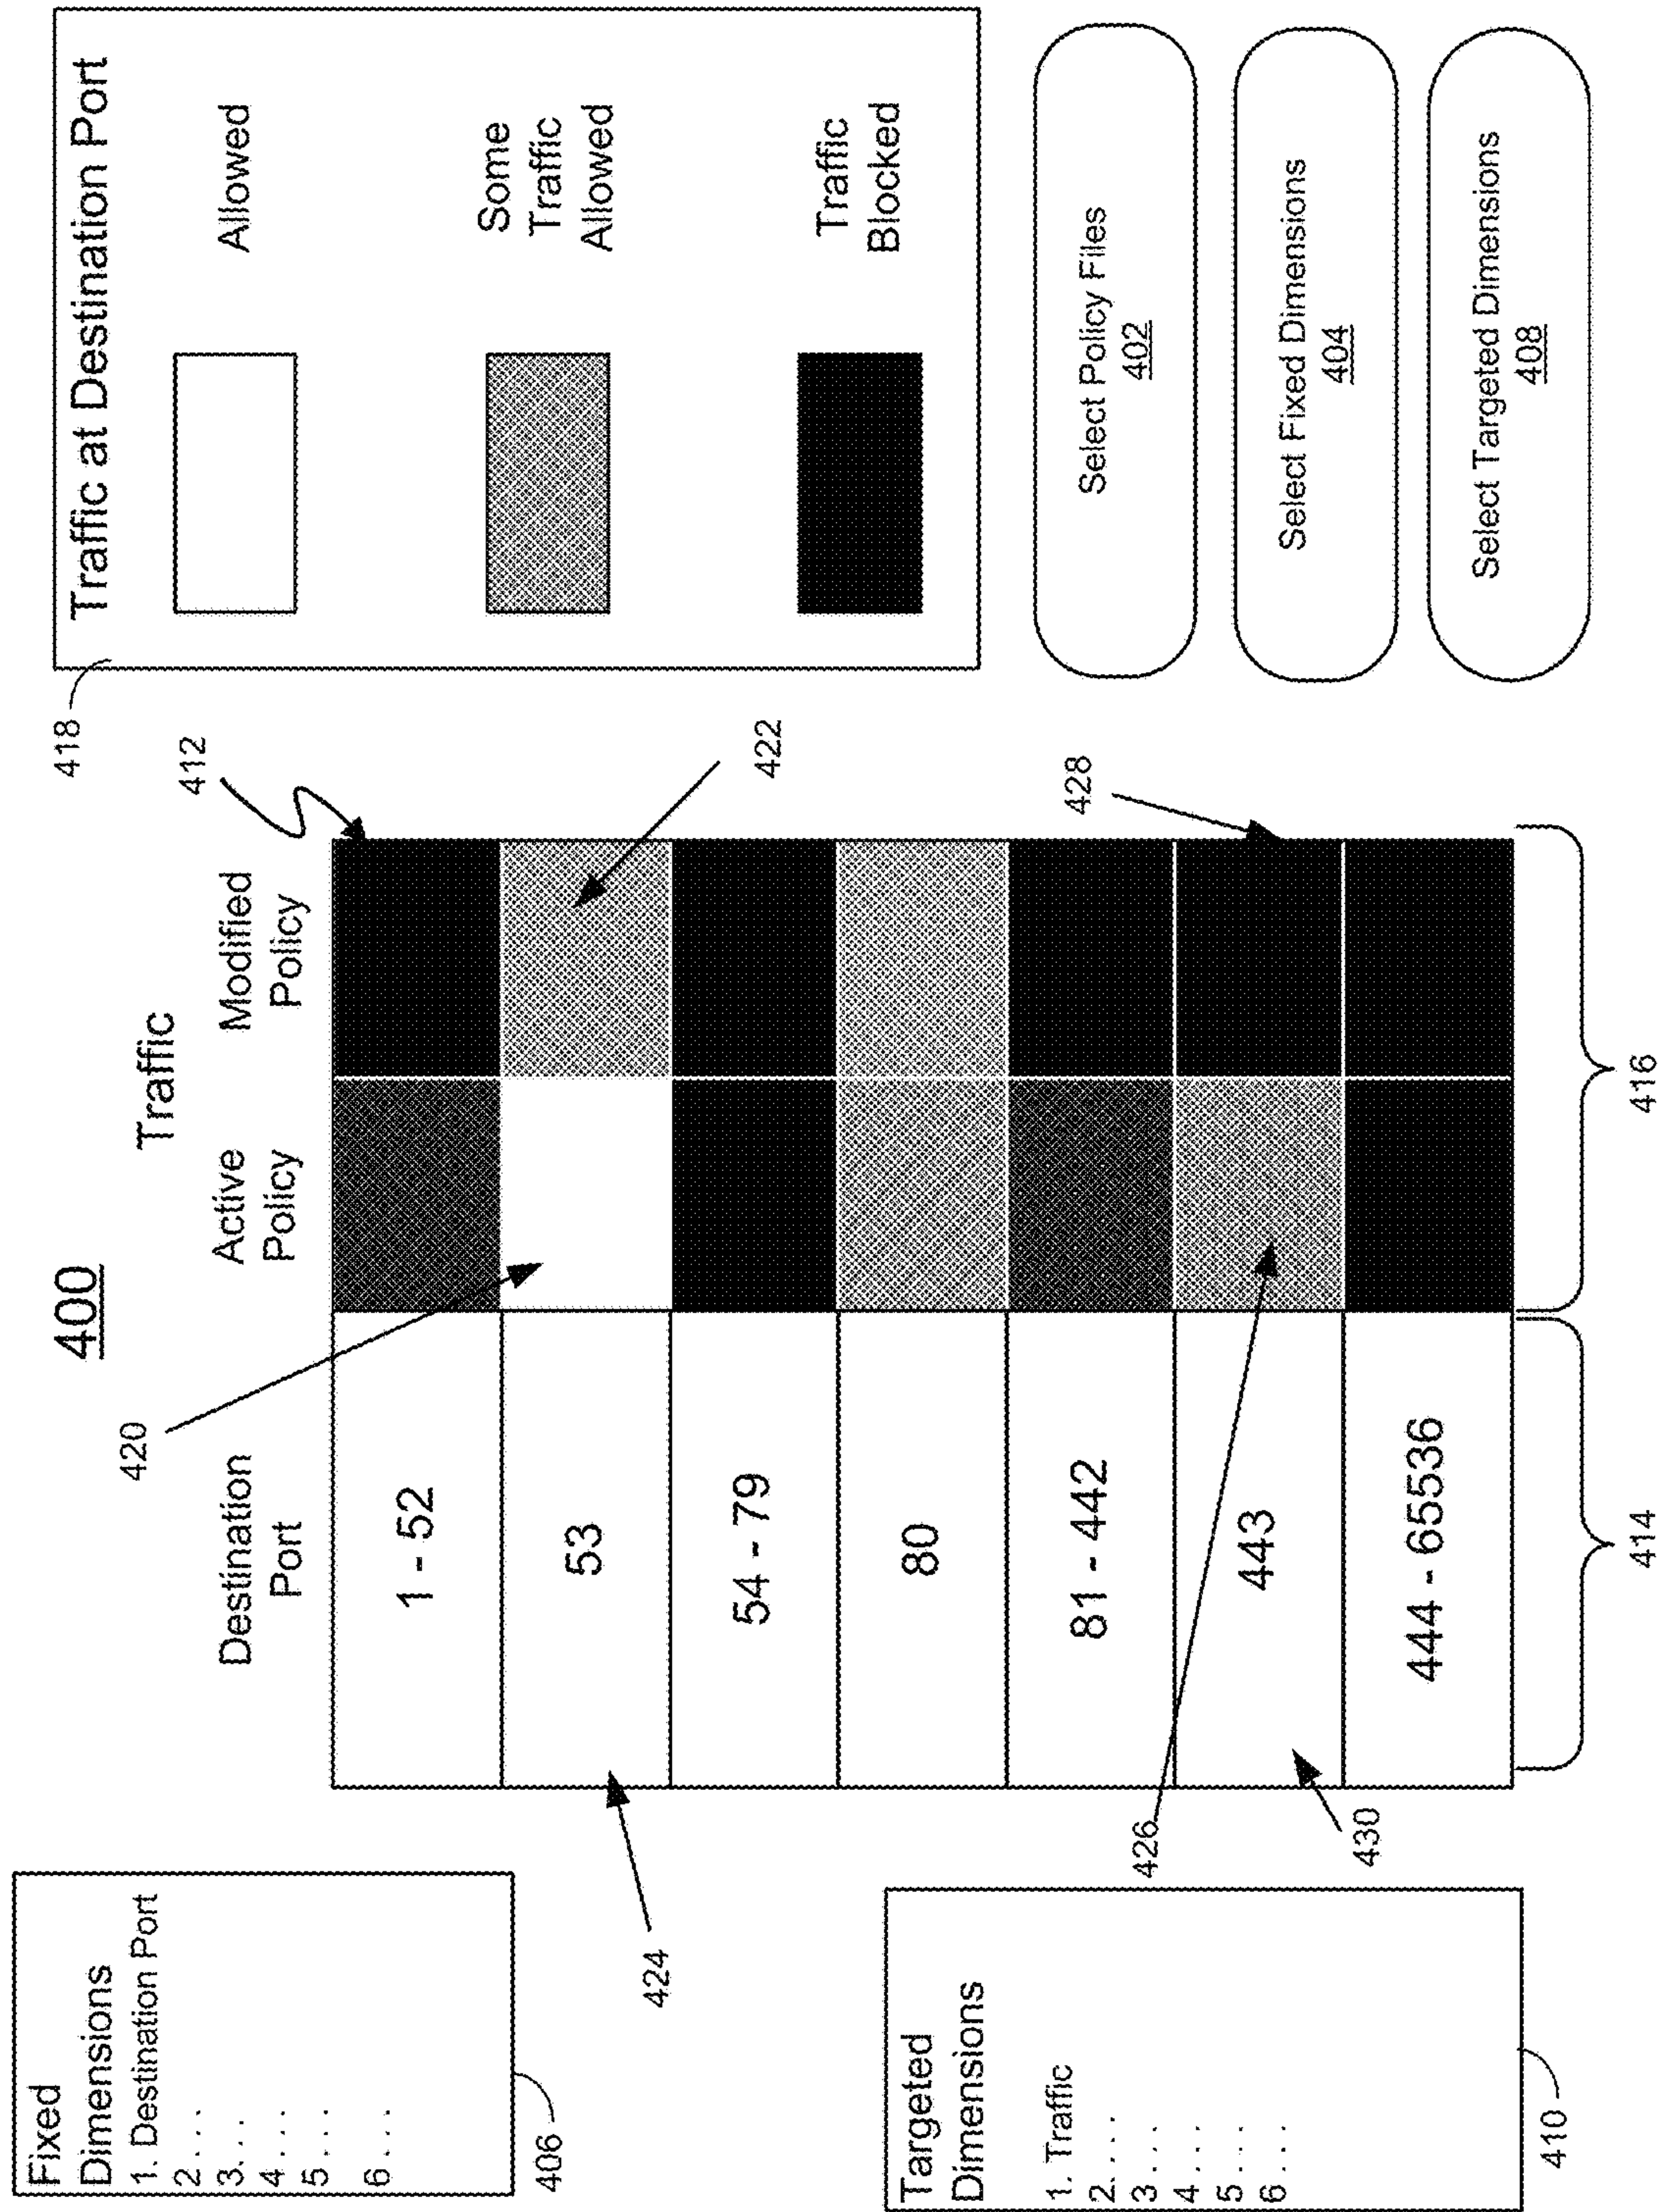 400
Fixed
Dimensions
1. Destination Port
2. . . .
3. . .
4. . . .
5. . . .
6. . . .
406
Targeted
Dimensions
1. Traffic
2. . . .
3. . . .
4. . . .
5. . . .
6. . . .
410
Traffic
Destination
Port
Active
Policy
Modified
Policy
1 - 52
53
54 - 79
80
81 - 442
443
444 - 65536
412
414
416
420
422
424
426
428
430
418
Traffic at Destination Port
Allowed
Some
Traffic
Allowed
Traffic
Blocked
Select Policy Files
402
Select Fixed Dimensions
404
Select Targeted Dimensions
408